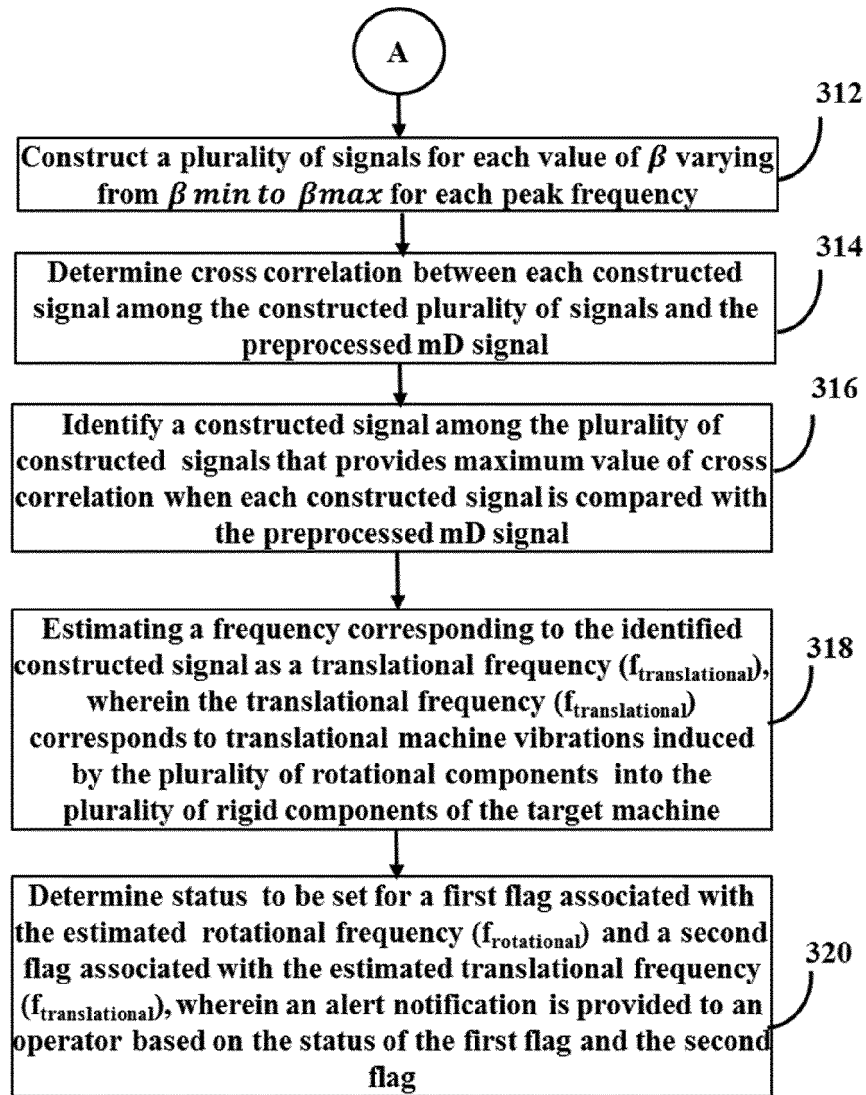 A
312
Construct a plurality of signals for each value of β varying
from β min to βmax for each peak frequency
314
Determine cross correlation between each constructed
signal among the constructed plurality of signals and the
preprocessed mD signal
316
Identify a constructed signal among the plurality of
constructed signals that provides maximum value of cross
correlation when each constructed signal is compared with
the preprocessed mD signal
318
Estimating a frequency corresponding to the identified
constructed signal as a translational frequency (ftranslational),
wherein the translational frequency (ftranslational)
corresponds to translational machine vibrations induced
by the plurality of rotational components into the
plurality of rigid components of the target machine
320
Determine status to be set for a first flag associated with
the estimated rotational frequency (frotational) and a second
flag associated with the estimated translational frequency
(ftranslational), wherein an alert notification is provided to an
operator based on the status of the first flag and the second
flag